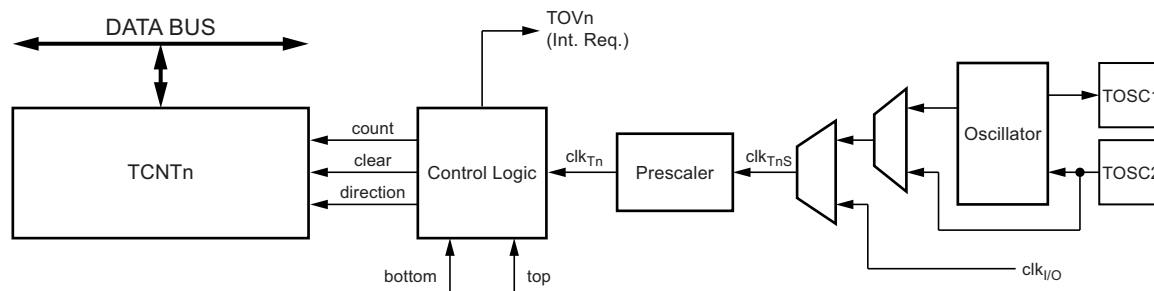 DATA BUS
TOVn
(Int. Req.)
TCNTn
count
clear
direction
Control Logic
clkTn
Prescaler
clkTnS
Oscillator
TOSC1
TOSC2
bottom
top
clkI/O